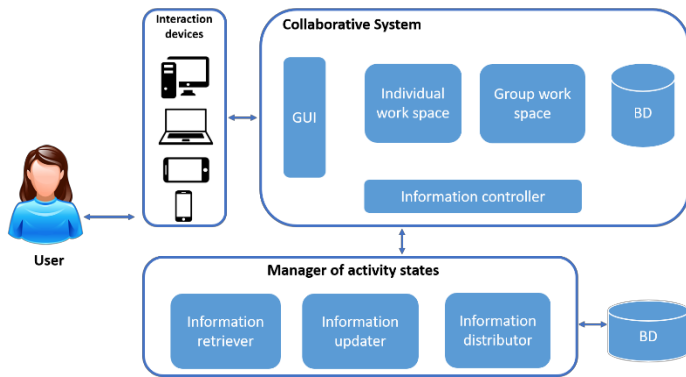 Interaction
devices
Collaborative System
GUI
Individual
work space
Group work
space
BD
Information controller
User
Manager of activity states
Information
retriever
Information
updater
Information
distributor
BD